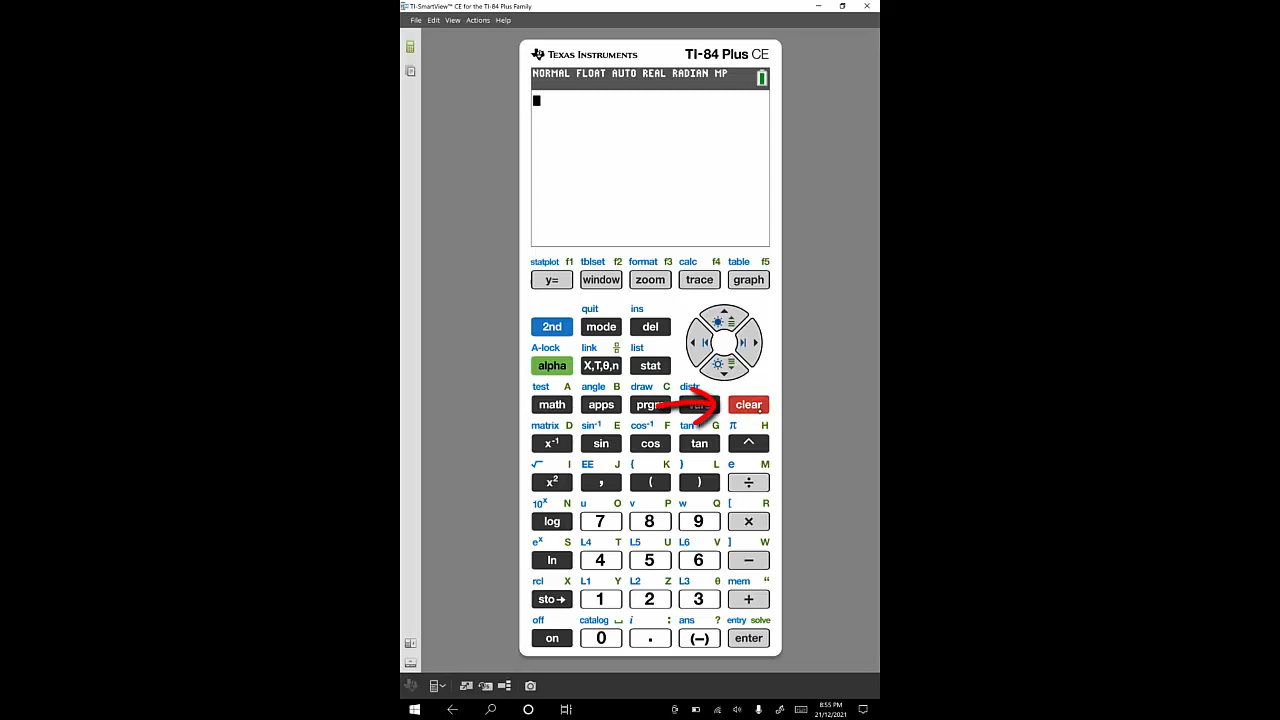 TI-SmartView™ CE for the TI-84 Plus Family
File Edit View Actions Help
TEXAS INSTRUMENTS TI-84 Plus CE
NORMAL FLOAT AUTO REAL RADIAN MP
statplot f1 tblset f2 format f3 calc f4 table f5
y= window zoom trace graph
quit ins
2nd mode del
A-lock link list
alpha X,T,θ,n stat
test A angle B draw C distr
math apps prgm clear
matrix D sin⁻¹ E cos⁻¹ F tan⁻¹ G π H
x⁻¹ sin cos tan ^
√ I EE J { K } L e M
x² , ( ) ÷
10ˣ N u O v P w Q [ R
log 7 8 9 ×
eˣ S L4 T L5 U L6 V ] W
ln 4 5 6 −
rcl X L1 Y L2 Z L3 θ mem “
sto→ 1 2 3 +
off catalog ⎵ i : ans ? entry solve
on 0 . (−) enter
8:55 PM
21/12/2021